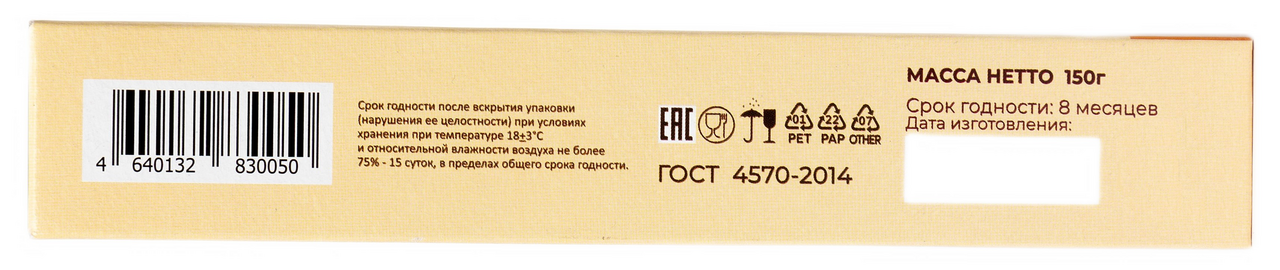 4 640132 830050
Срок годности после вскрытия упаковки
(нарушения ее целостности) при условиях
хранения при температуре 18±3°С
и относительной влажности воздуха не более
75% - 15 суток, в пределах общего срока годности.
EAC
01 22 07
PET PAP OTHER
ГОСТ 4570-2014
МАССА НЕТТО 150г
Срок годности: 8 месяцев
Дата изготовления: